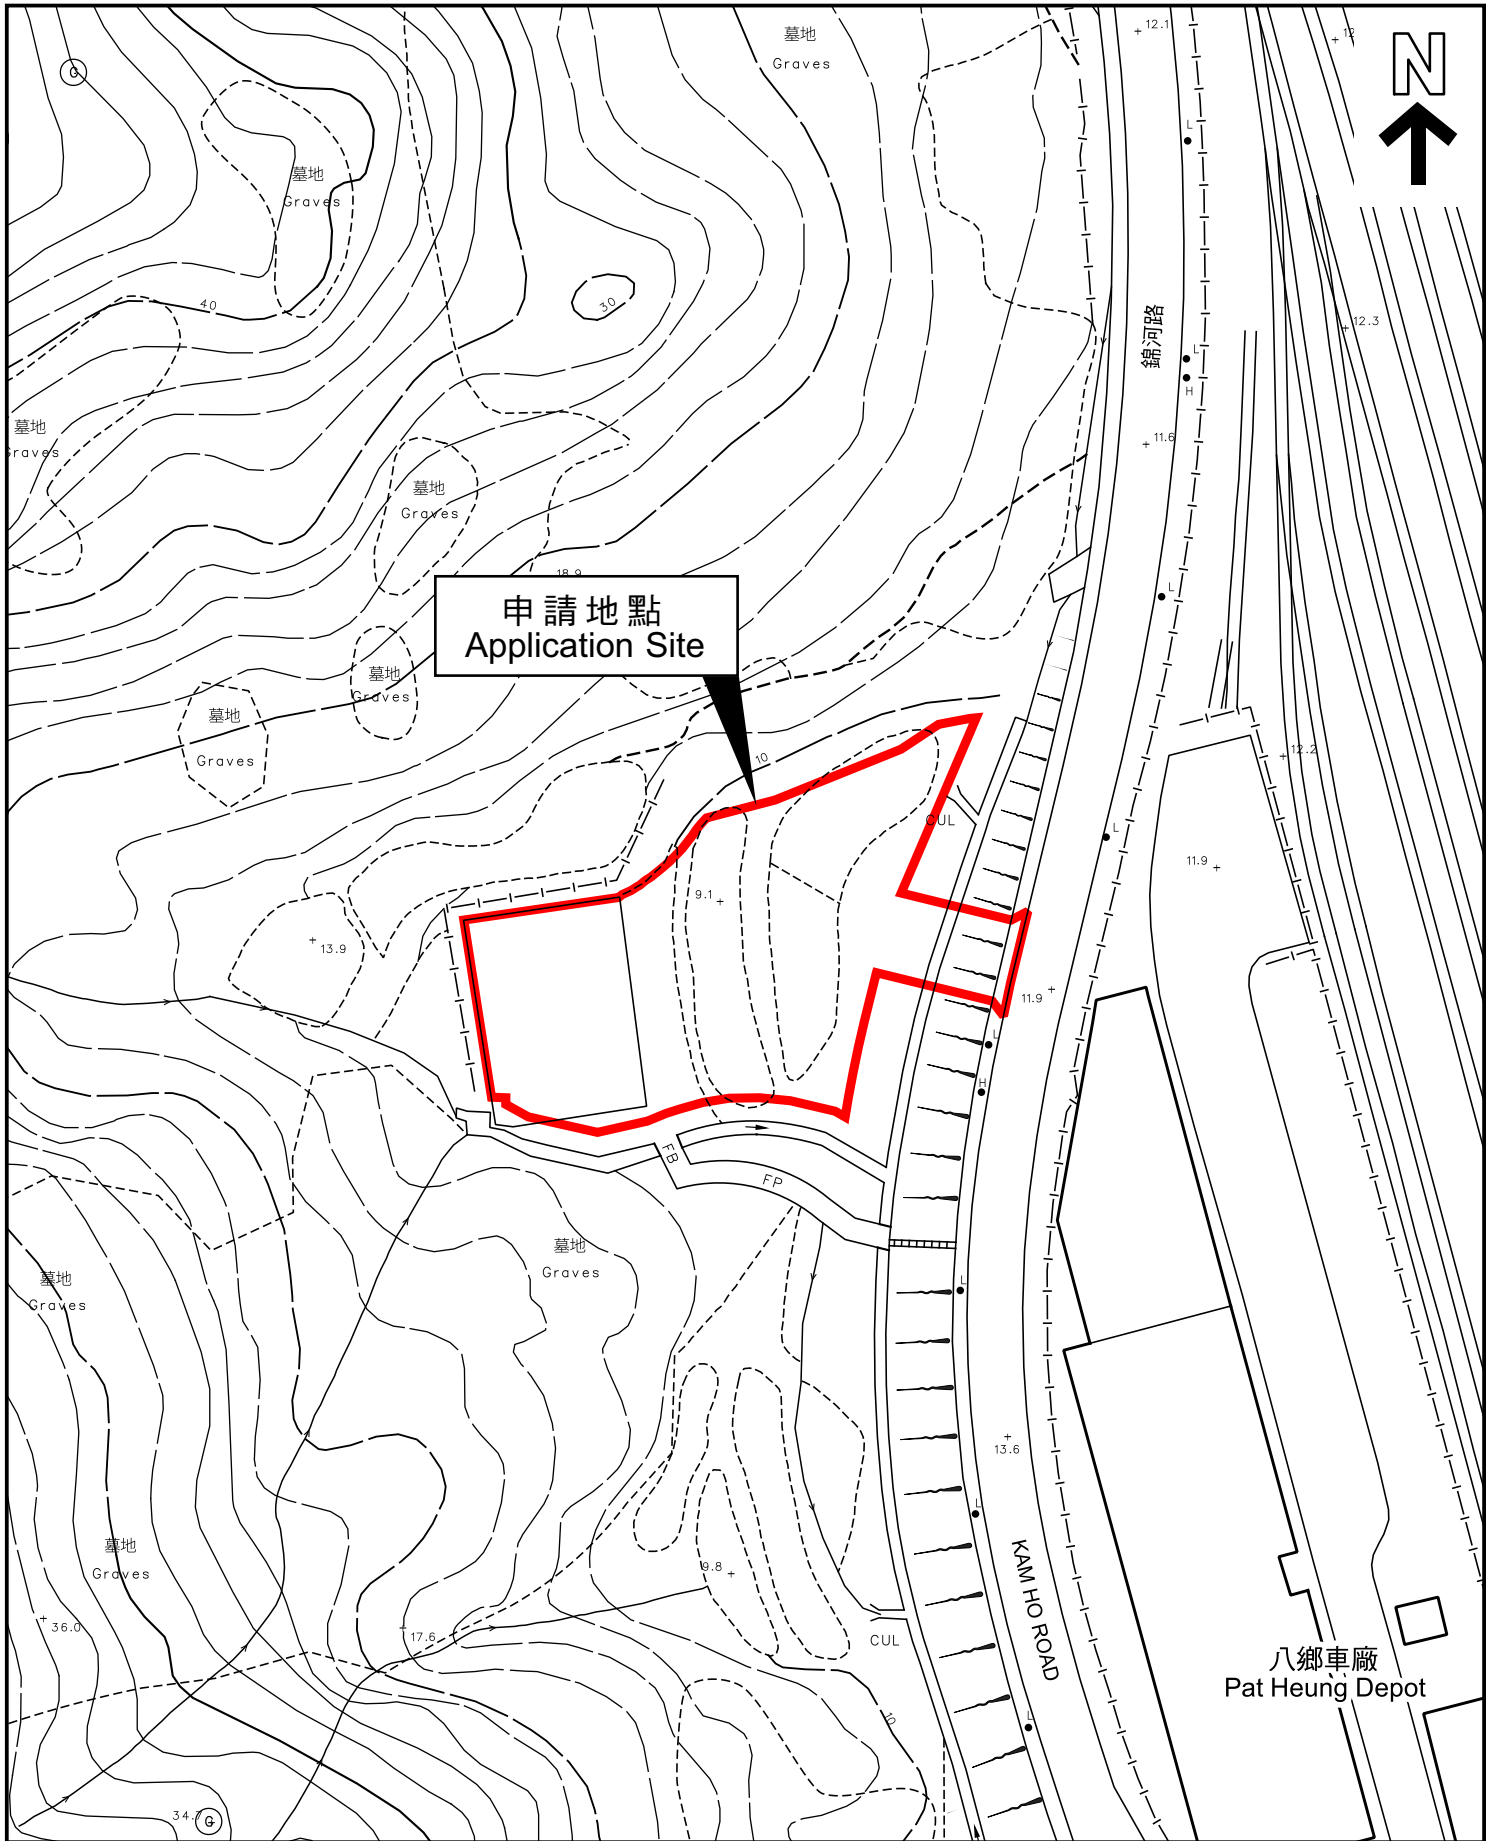 墓地
Graves
12.1
12
N
G
L
墓地
Graves
40
30
錦河路
12.3
L
H
墓地
Graves
11.6
墓地
Graves
18.9
L
申請地點
Application Site
墓地
Graves
墓地
Graves
10
12.2
CUL
L
11.9
9.1
13.9
11.9
L
H
FB
FP
墓地
Graves
墓地
Graves
L
13.6
L
墓地
Graves
9.8
KAM HO ROAD
36.0
17.6
CUL
八鄉車廠
Pat Heung Depot
10
L
34.7
G